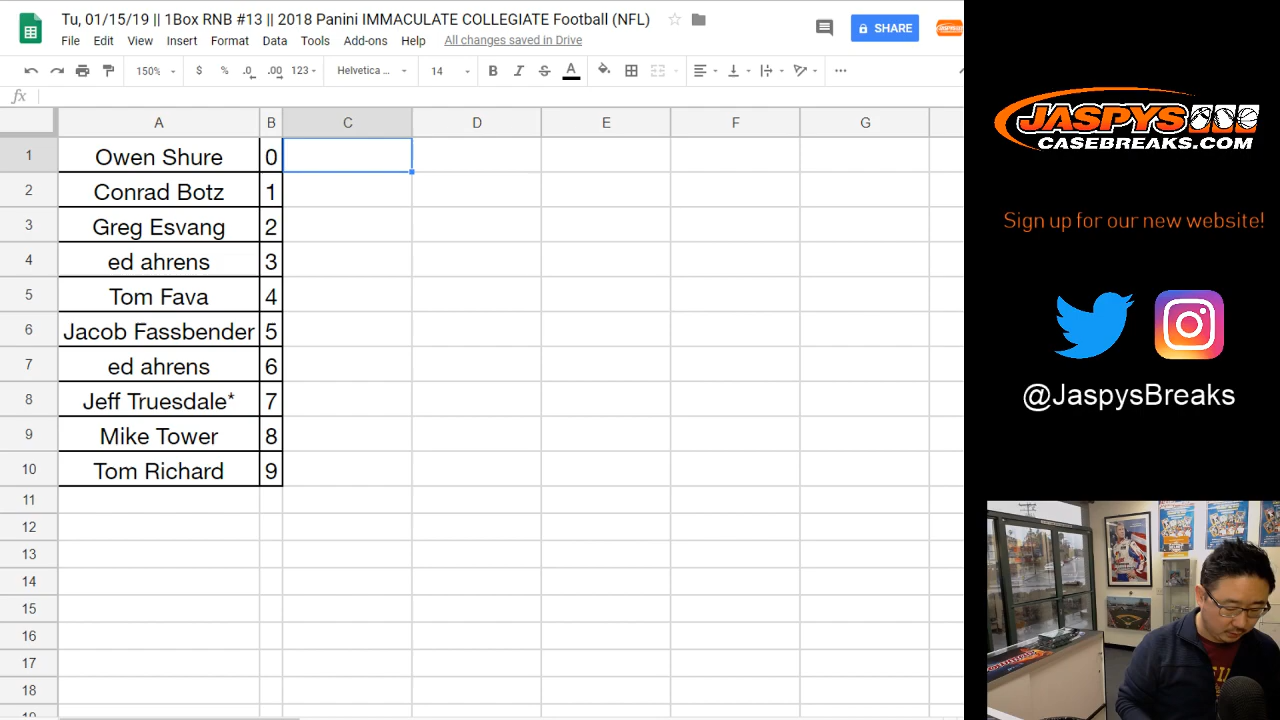 Tu, 01/15/19 || 1Box RNB #13 || 2018 Panini IMMACULATE COLLEGIATE Football (NFL)
SHARE
File Edit View Insert Format Data Tools Add-ons Help All changes saved in Drive
150% $ % .0 .00 123 Helvetica ... 14 B I S A
fx
A B C D E F G
1 Owen Shure 0
2 Conrad Botz 1
3 Greg Esvang 2
4 ed ahrens 3
5 Tom Fava 4
6 Jacob Fassbender 5
7 ed ahrens 6
8 Jeff Truesdale* 7
9 Mike Tower 8
10 Tom Richard 9
11
12
13
14
15
16
17
18
JASPYS
CASEBREAKS.COM
Sign up for our new website!
@JaspysBreaks